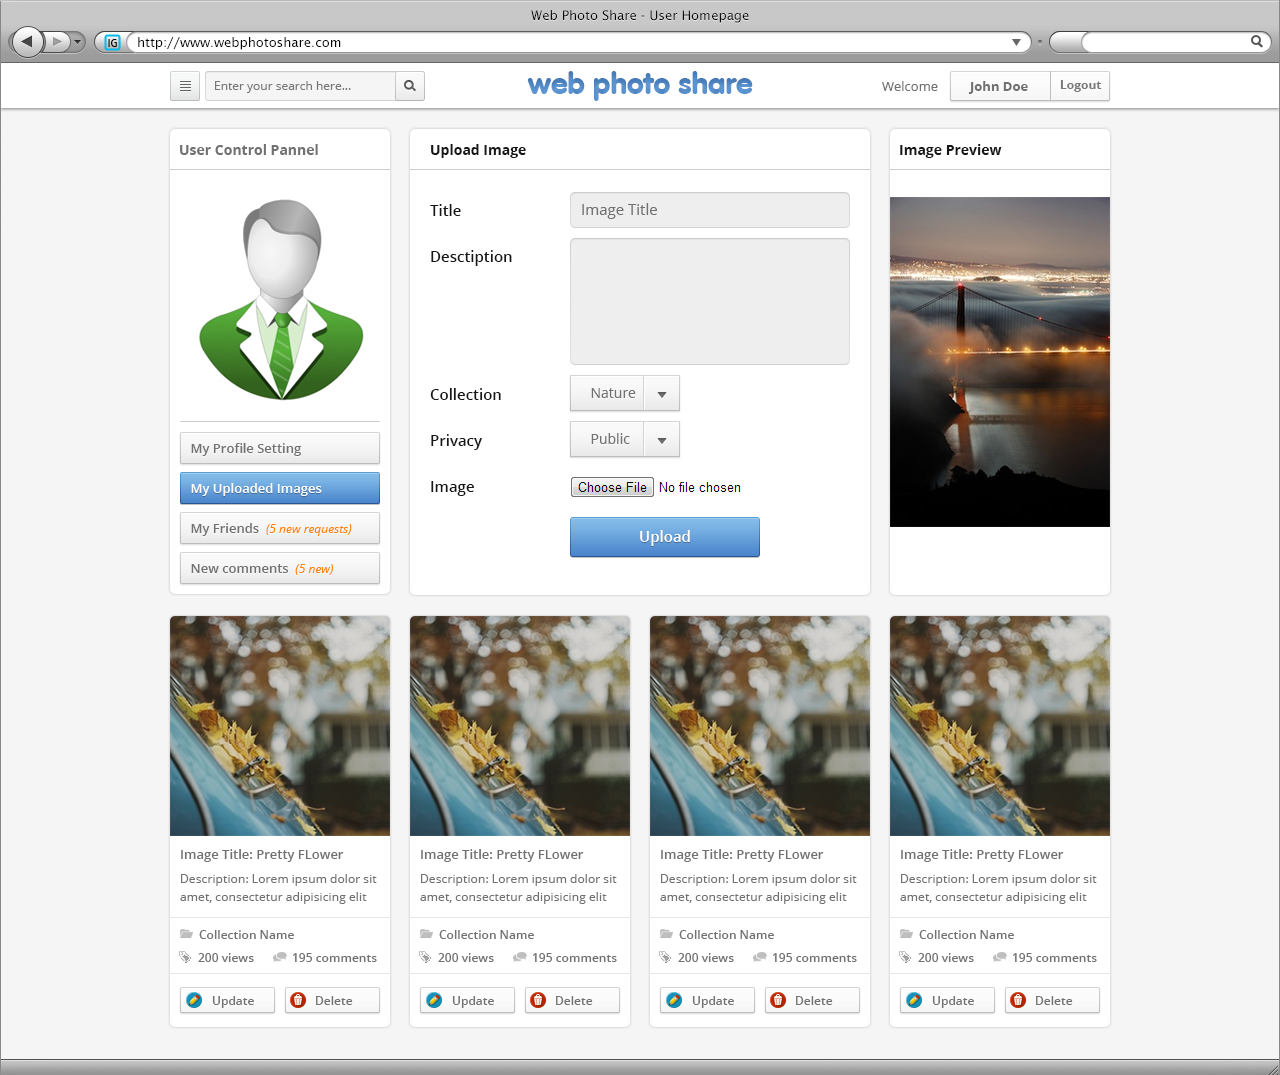 Web Photo Share - User Homepage
IG http://www.webphotoshare.com
Enter your search here...
web photo share
Welcome John Doe Logout
User Control Pannel
My Profile Setting
My Uploaded Images
My Friends (5 new requests)
New comments (5 new)
Upload Image
Title Image Title
Desctiption
Collection Nature
Privacy Public
Image Choose File No file chosen
Upload
Image Preview
Image Title: Pretty FLower
Description: Lorem ipsum dolor sit
amet, consectetur adipisicing elit
Collection Name
200 views 195 comments
Update Delete
Image Title: Pretty FLower
Description: Lorem ipsum dolor sit
amet, consectetur adipisicing elit
Collection Name
200 views 195 comments
Update Delete
Image Title: Pretty FLower
Description: Lorem ipsum dolor sit
amet, consectetur adipisicing elit
Collection Name
200 views 195 comments
Update Delete
Image Title: Pretty FLower
Description: Lorem ipsum dolor sit
amet, consectetur adipisicing elit
Collection Name
200 views 195 comments
Update Delete